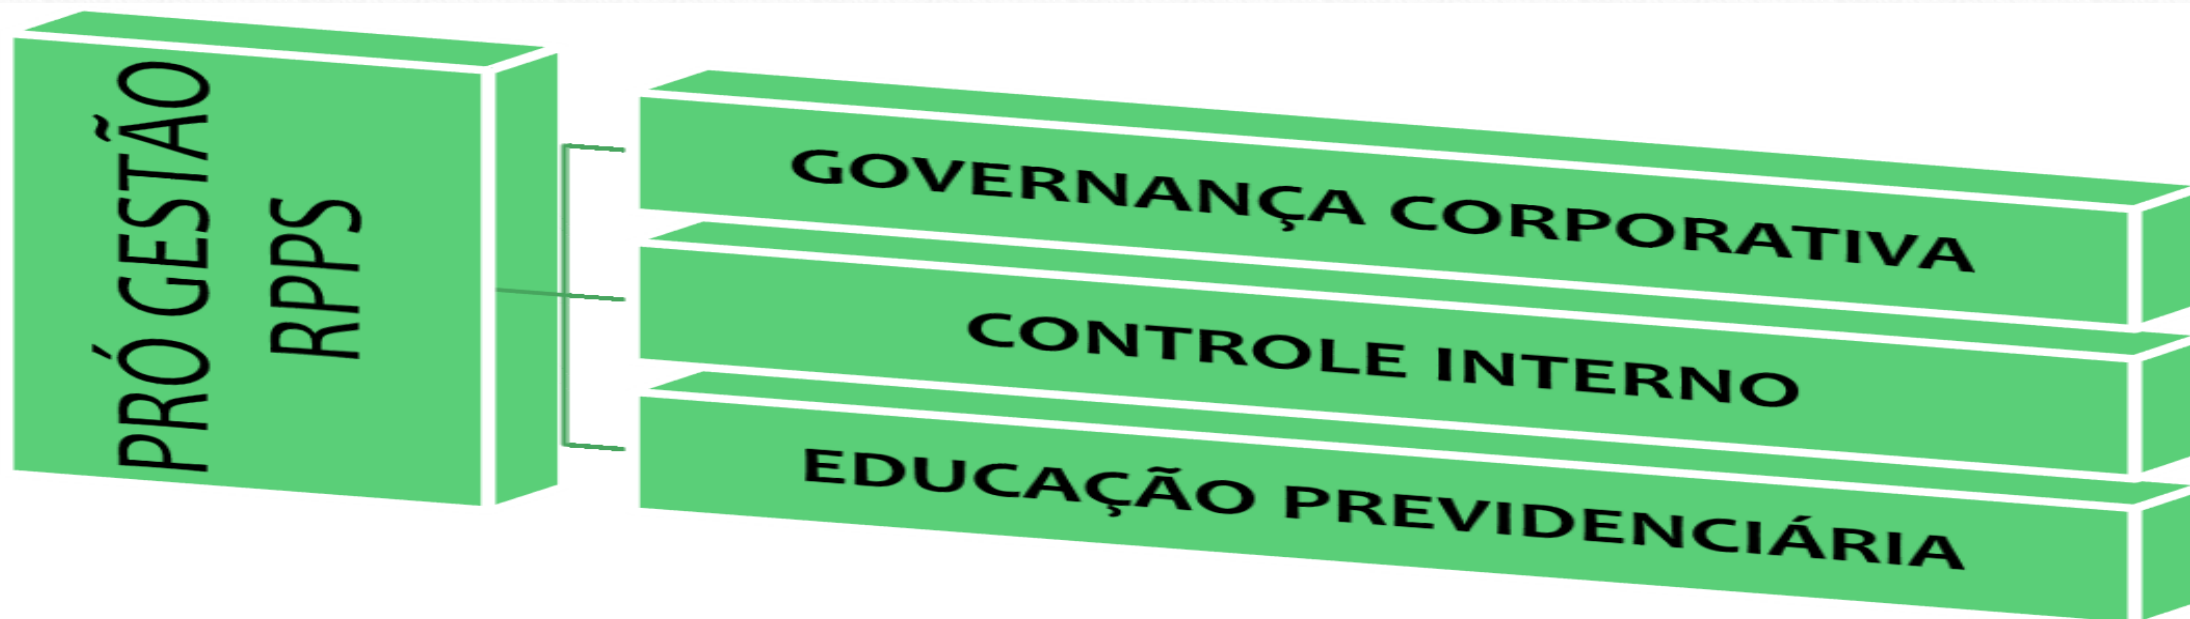 PRÓ GESTÃO
RPPS
GOVERNANÇA CORPORATIVA
CONTROLE INTERNO
EDUCAÇÃO PREVIDENCIÁRIA